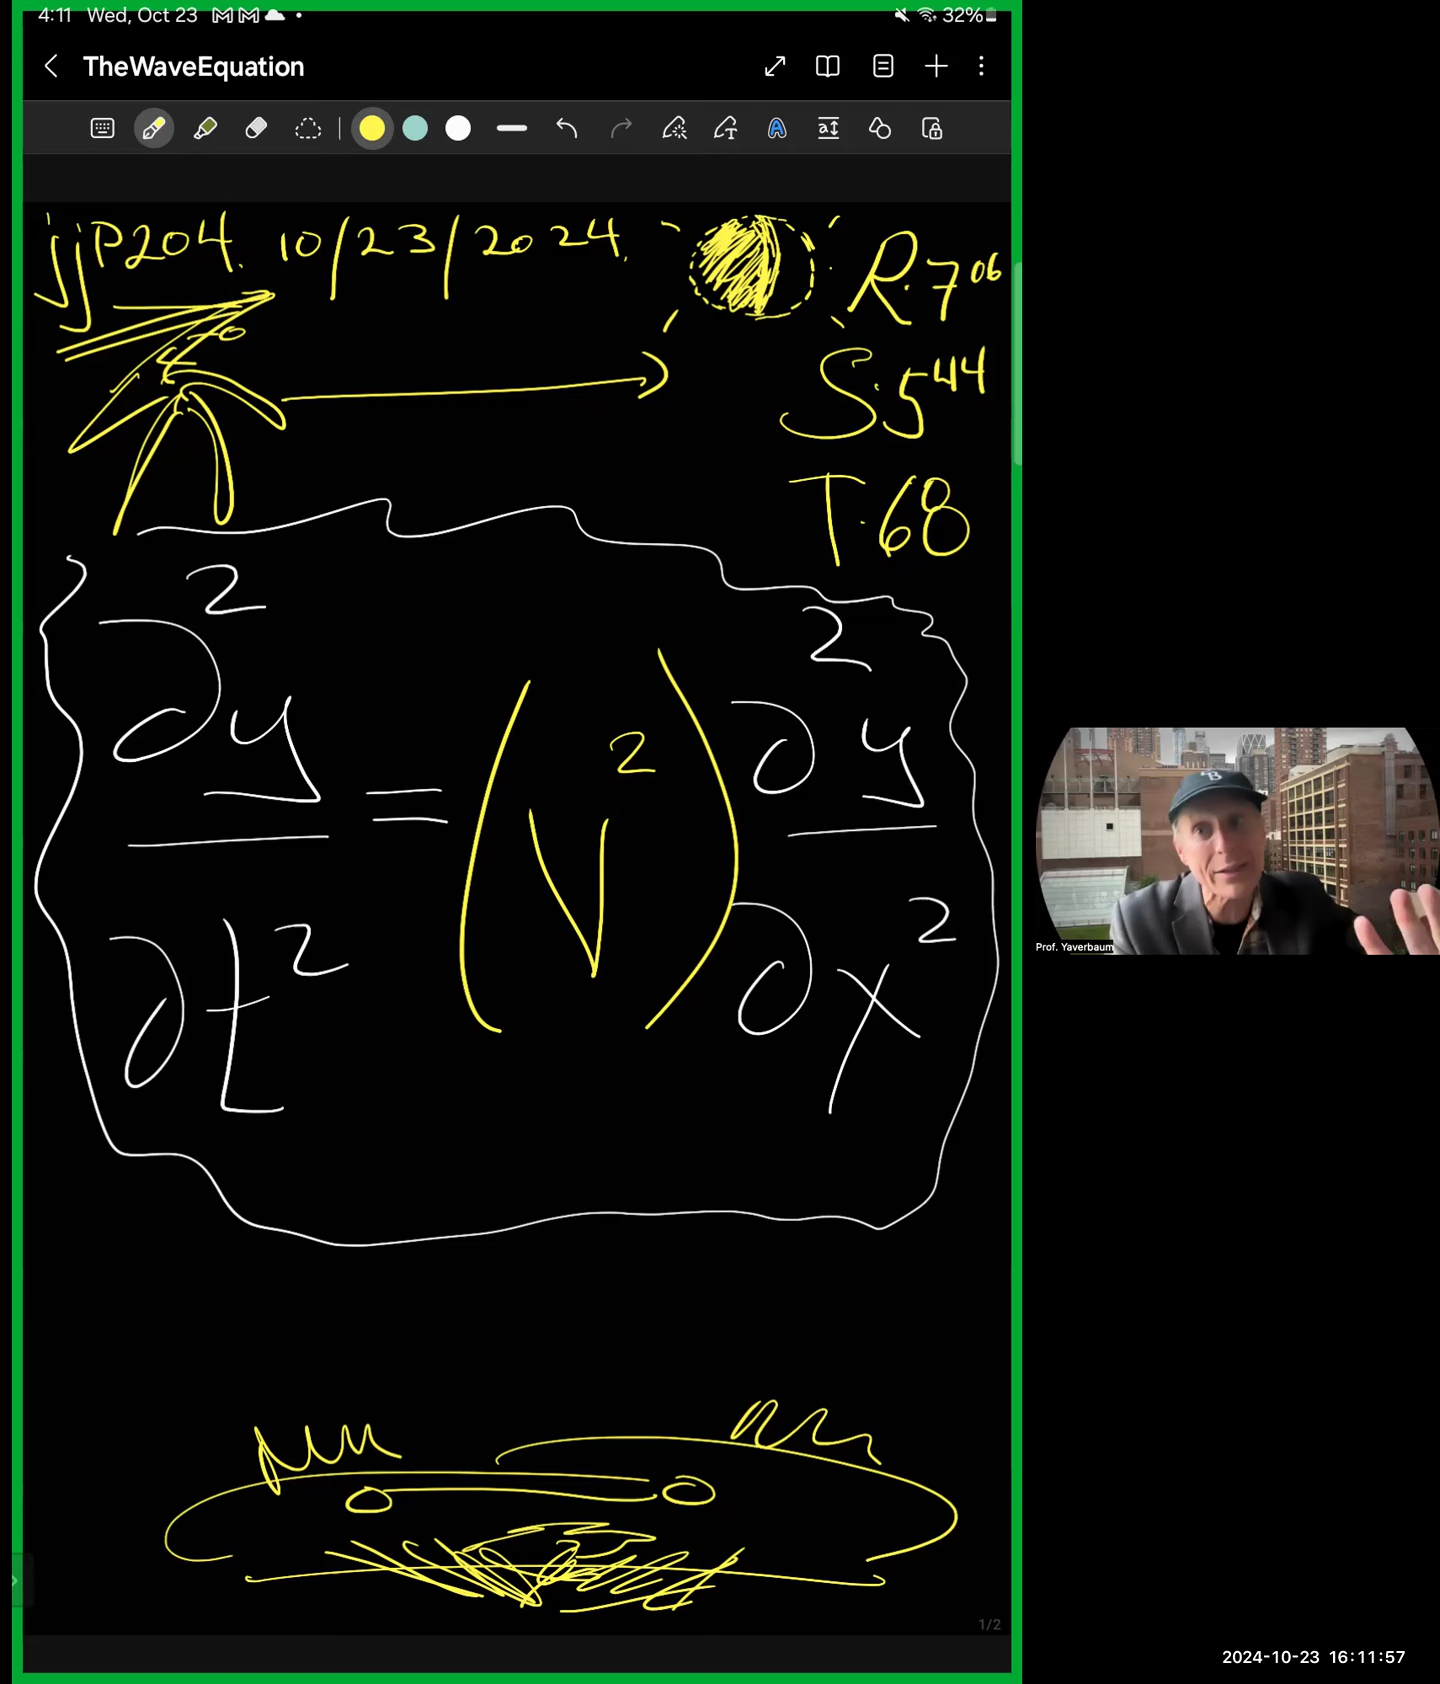 4:11 Wed, Oct 23
32%
TheWaveEquation
jjP204. 10/23/2024.
R:7⁰⁶
S:5⁴⁴
T:68
∂²y/∂t² = (v²) ∂²y/∂x²
B
Prof. Yaverbaum
1/2
2024-10-23 16:11:57